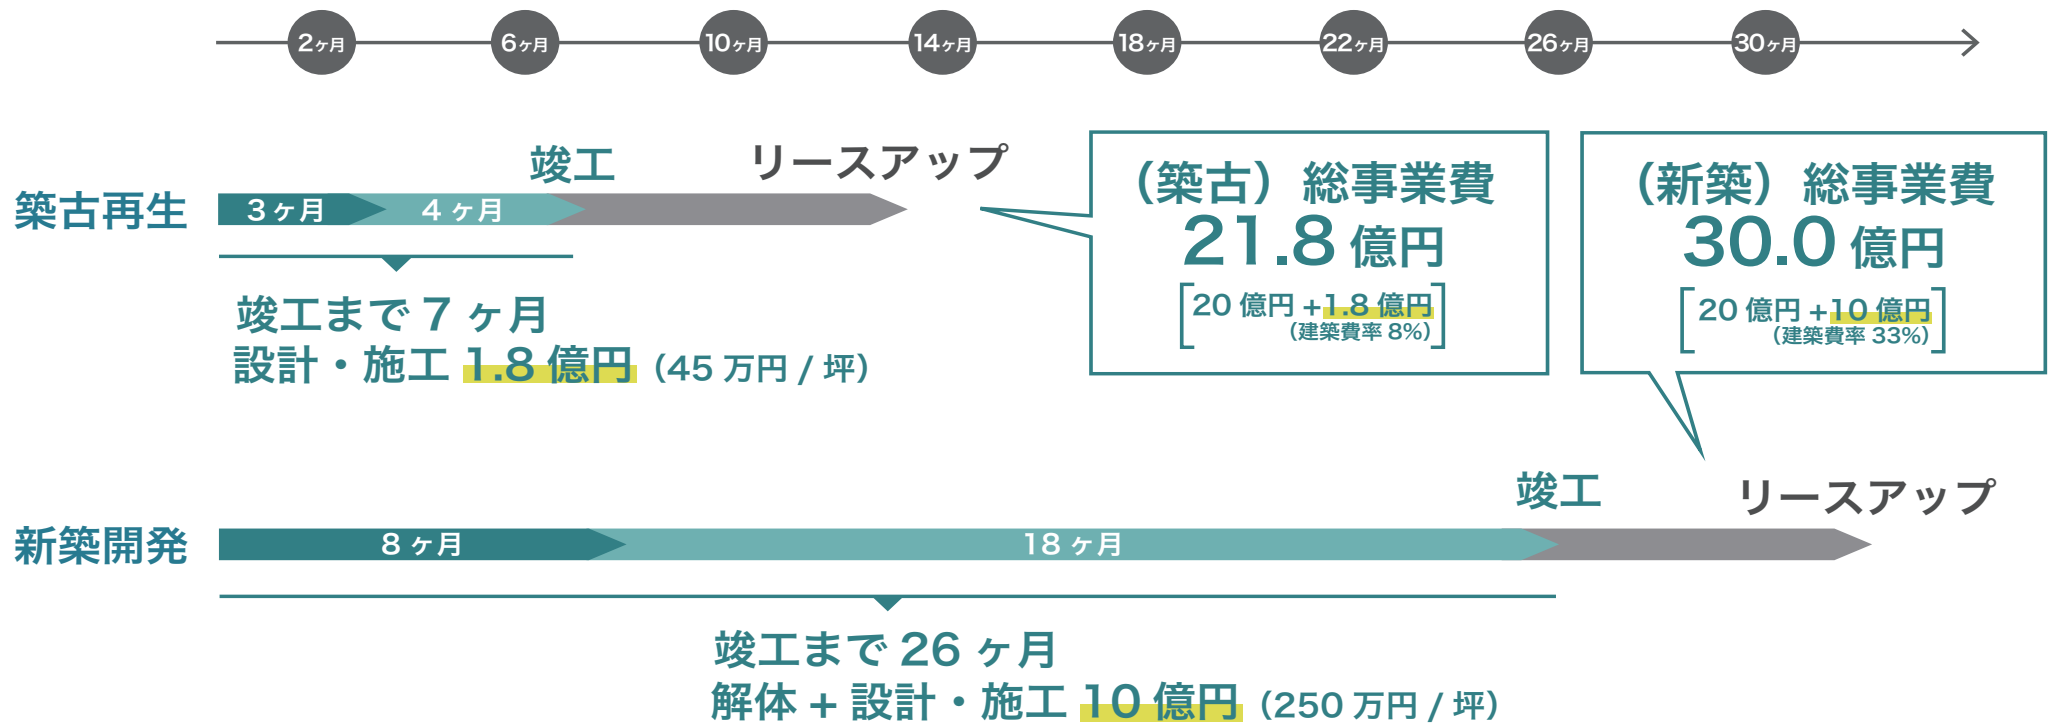 2ヶ月 6ヶ月 10ヶ月 14ヶ月 18ヶ月 22ヶ月 26ヶ月 30ヶ月
築古再生
3ヶ月
4ヶ月
竣工
リースアップ
竣工まで 7 ヶ月
設計・施工 1.8 億円（45 万円 / 坪）
（築古）総事業費
21.8 億円
20 億円 +1.8 億円
（建築費率 8%）
（新築）総事業費
30.0 億円
20 億円 +10 億円
（建築費率 33%）
新築開発
8 ヶ月
18 ヶ月
竣工
リースアップ
竣工まで 26 ヶ月
解体 + 設計・施工 10 億円（250 万円 / 坪）